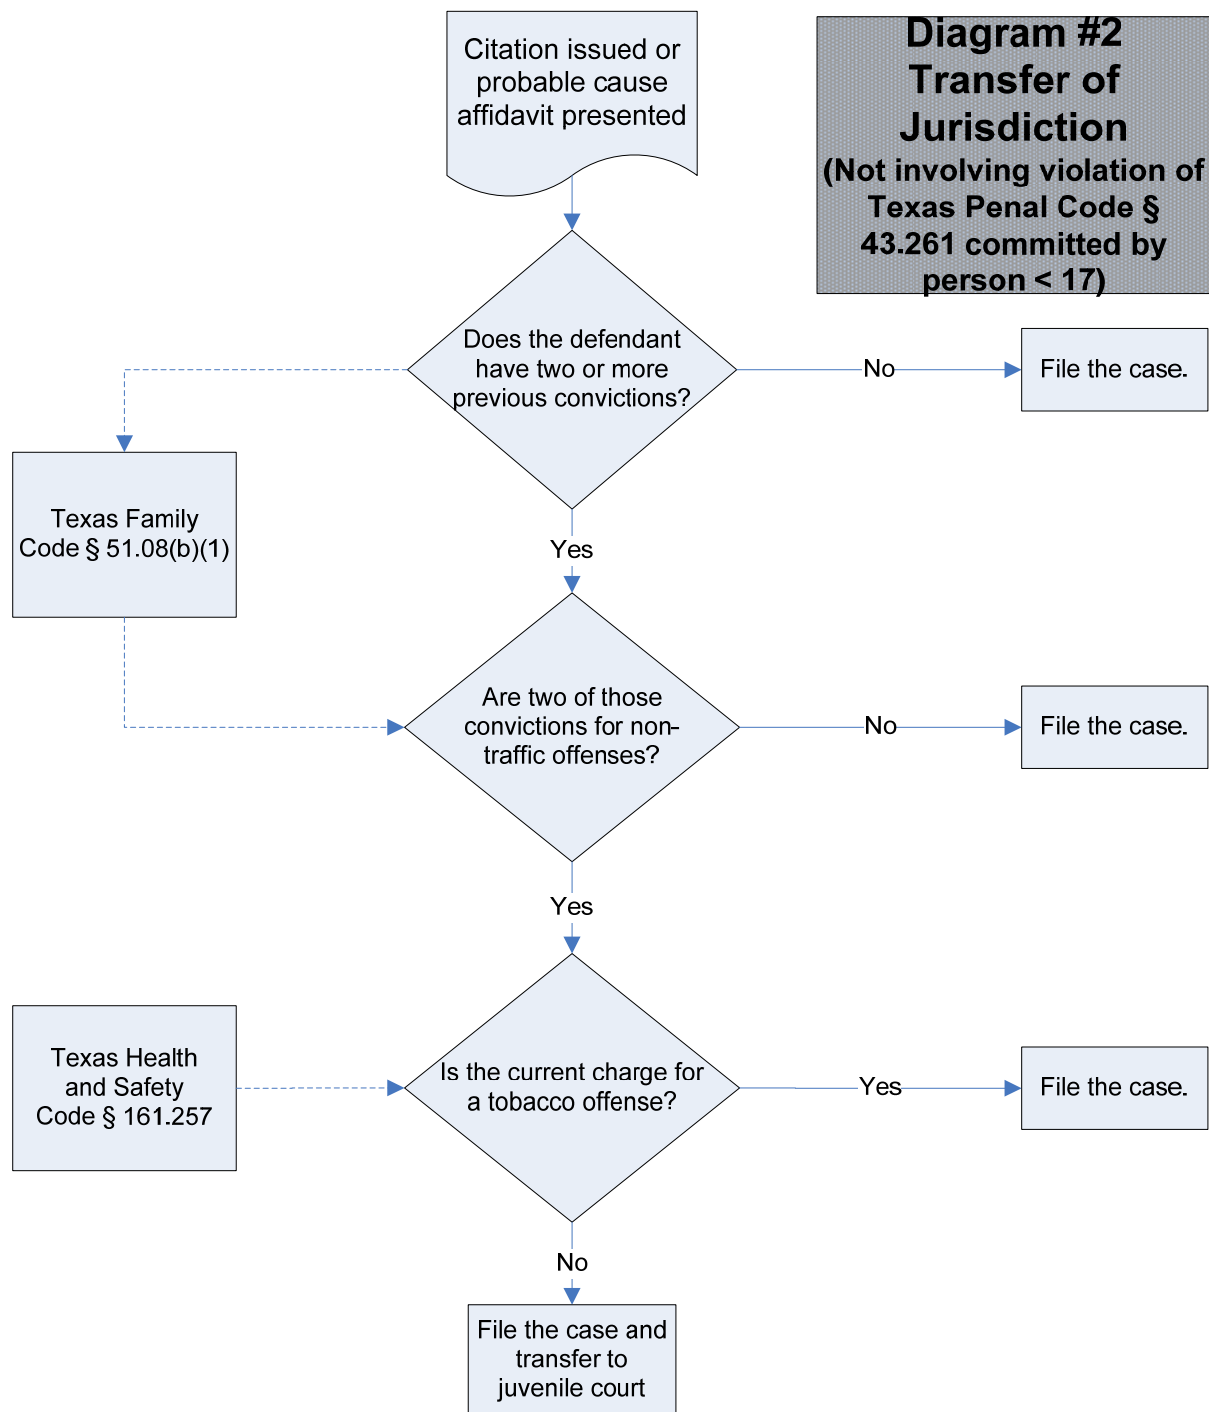 Citation issued or
probable cause
affidavit presented
Diagram #2
Transfer of
Jurisdiction
(Not involving violation of
Texas Penal Code §
43.261 committed by
person < 17)
Does the defendant
have two or more
previous convictions?
No
File the case.
Texas Family
Code § 51.08(b)(1)
Yes
Are two of those
convictions for non-
traffic offenses?
No
File the case.
Yes
Texas Health
and Safety
Code § 161.257
Is the current charge for
a tobacco offense?
Yes
File the case.
No
File the case and
transfer to
juvenile court